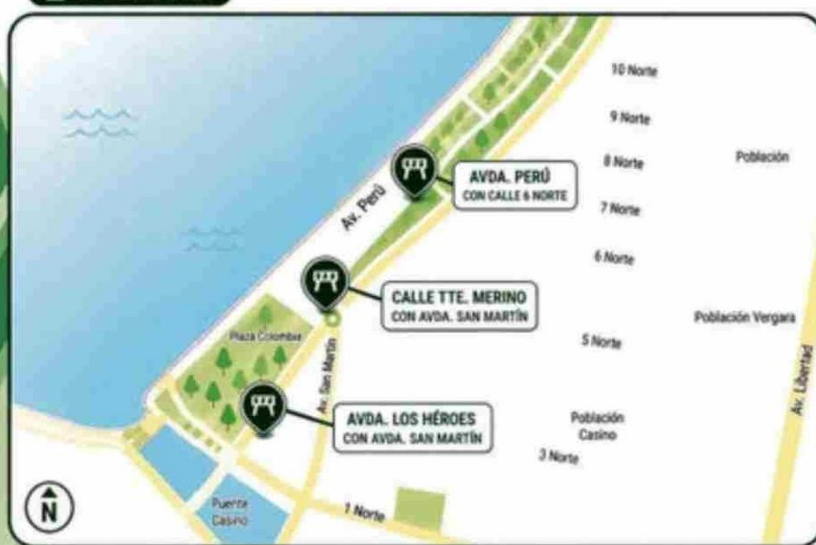 10 Norte
9 Norte
8 Norte
Población
AVDA. PERÚ
CON CALLE 6 NORTE
7 Norte
Av. Perú
6 Norte
CALLE TTE. MERINO
CON AVDA. SAN MARTÍN
Población Vergara
Plaza Colombia
5 Norte
Av. San Martín
Av. Libertad
AVDA. LOS HÉROES
CON AVDA. SAN MARTÍN
Población
Casino
3 Norte
Puente
Casino
1 Norte
N